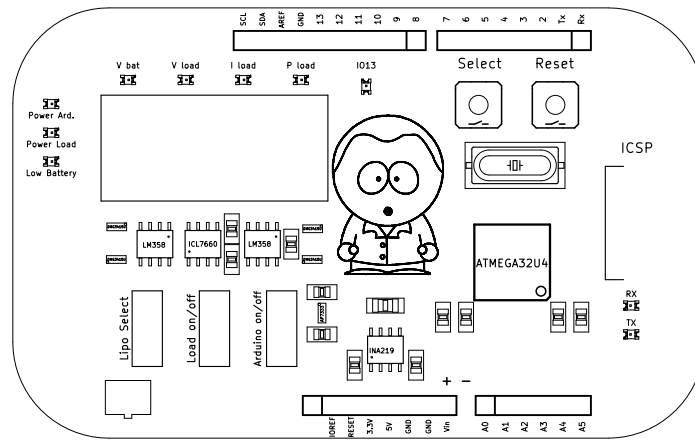 SCL SDA AREF GND 13 12 11 10 9 8 7 6 5 4 3 2 Tx Rx
Select Reset
V bat V load I load P load IO13
Power Ard.
Power Load
Low Battery
ICSP
LM358 ICL7660 LM358
ATMEGA32U4
Lipo Select
Load on/off
Arduino on/off
RX
TX
INA219
+ −
IOREF RESET 3.3V 5V GND GND Vin A0 A1 A2 A3 A4 A5